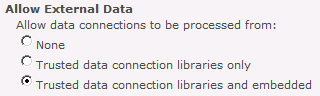 Allow External Data
Allow data connections to be processed from:
None
Trusted data connection libraries only
Trusted data connection libraries and embedded